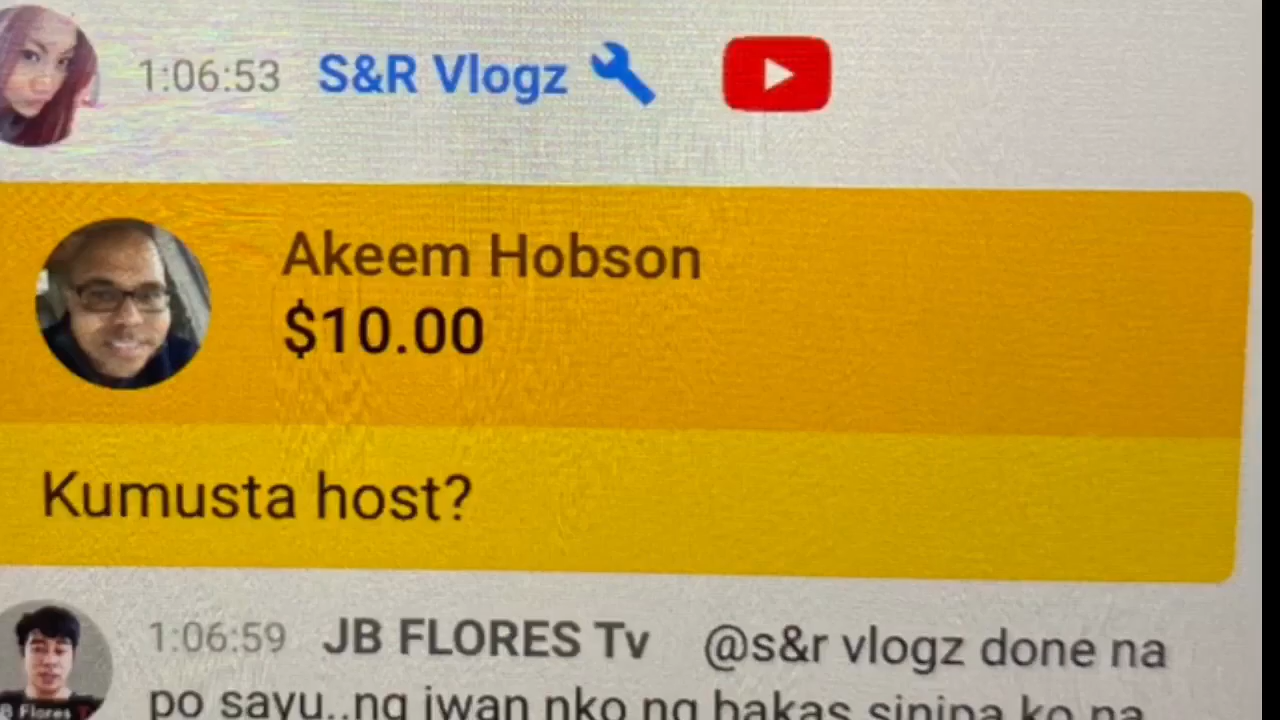 1:06:53 S&R Vlogz
Akeem Hobson
$10.00
Kumusta host?
1:06:59 JB FLORES Tv @s&r vlogz done na
po sayu..ng iwan nko ng bakas sinipa ko na
B Flores